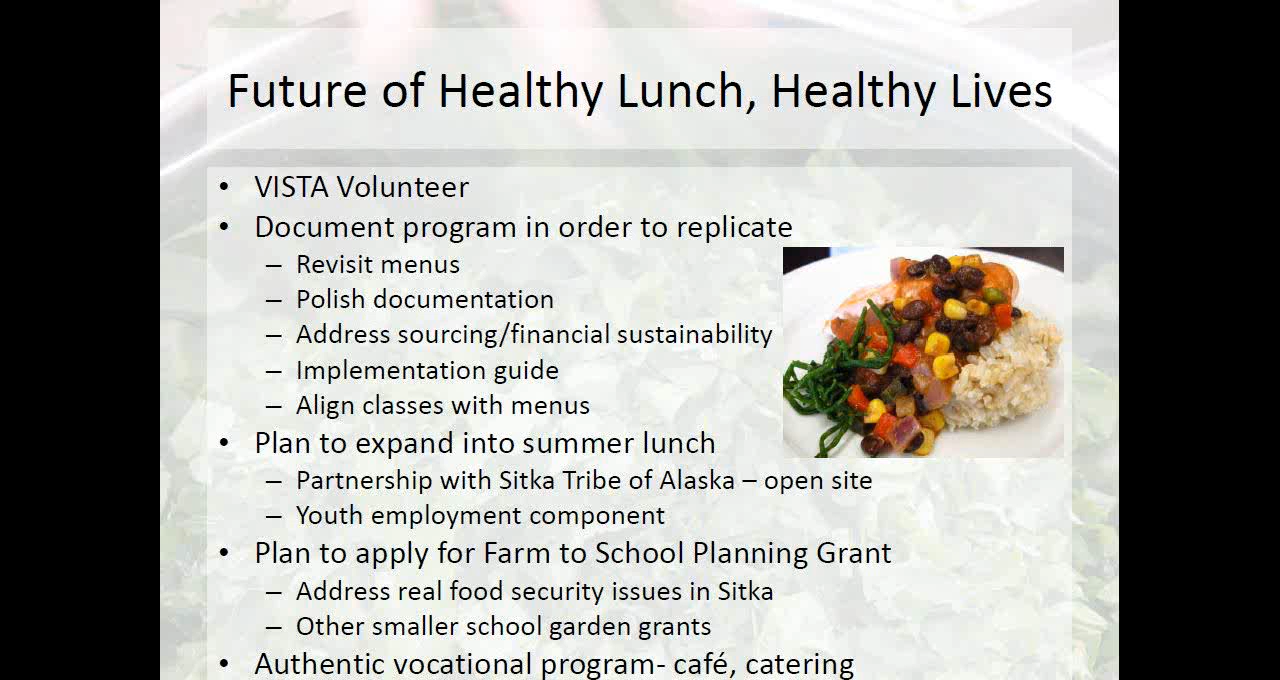 Future of Healthy Lunch, Healthy Lives
• VISTA Volunteer
• Document program in order to replicate
– Revisit menus
– Polish documentation
– Address sourcing/financial sustainability
– Implementation guide
– Align classes with menus
• Plan to expand into summer lunch
– Partnership with Sitka Tribe of Alaska – open site
– Youth employment component
• Plan to apply for Farm to School Planning Grant
– Address real food security issues in Sitka
– Other smaller school garden grants
• Authentic vocational program- café, catering